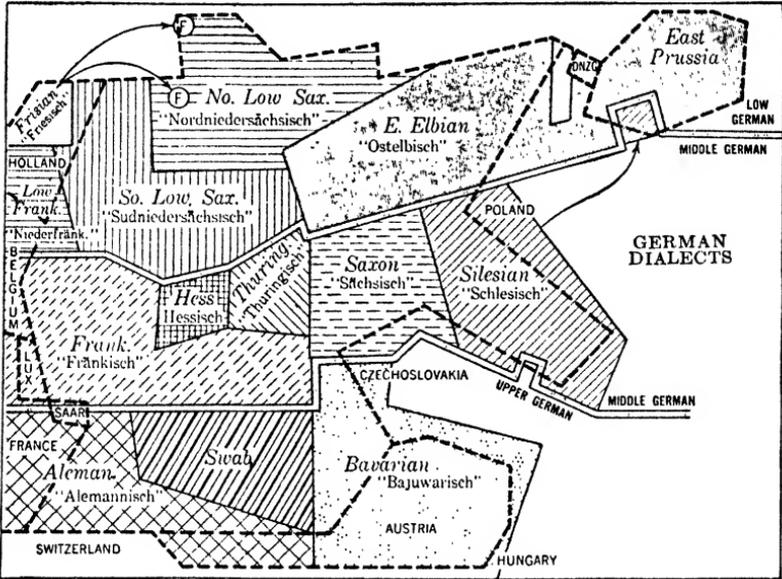 F
East
Prussia
DNZG
F
No. Low Sax.
"Nordniedersächsisch"
Frisian
"Friesisch"
E. Elbian
"Ostelbisch"
LOW
GERMAN
MIDDLE GERMAN
HOLLAND
Low
Frank.
"Niederfränk."
So. Low. Sax.
"Sudniedersächsisch"
POLAND
GERMAN
DIALECTS
BELGIUM
Thuring.
"Thuringisch"
Saxon
"Sächsisch"
Silesian
"Schlesisch"
Hess
Hessisch
Frank.
"Fränkisch"
LUX
CZECHOSLOVAKIA
UPPER GERMAN
MIDDLE GERMAN
SAAR
FRANCE
Aleman.
"Alemannisch"
Swab.
Bavarian
"Bajuwarisch"
AUSTRIA
SWITZERLAND
HUNGARY